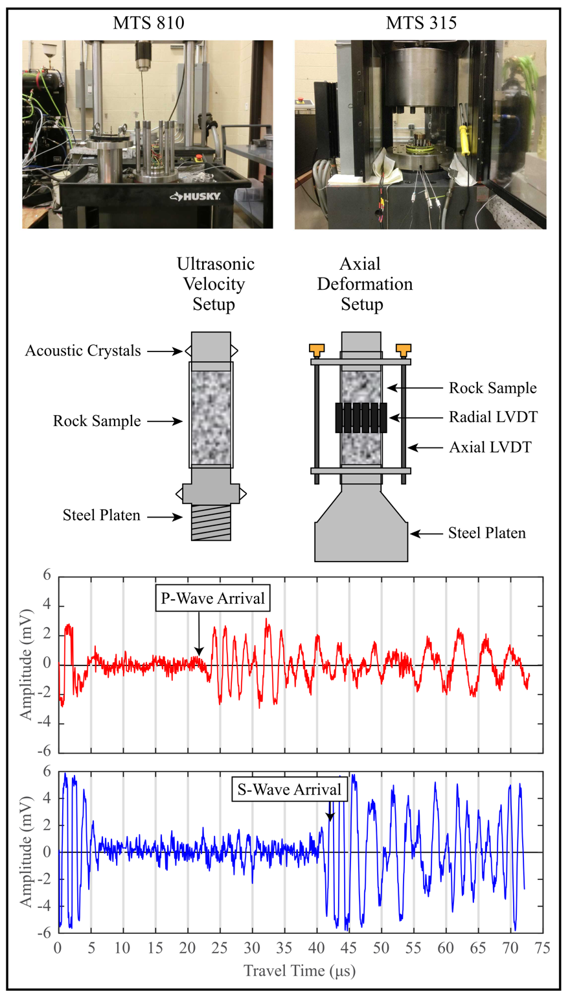 MTS 810
MTS 315
HUSKY
Ultrasonic
Velocity
Setup
Axial
Deformation
Setup
Acoustic Crystals
Rock Sample
Steel Platen
Rock Sample
Radial LVDT
Axial LVDT
Steel Platen
6
4
2
0
-2
-4
-6
Amplitude (mV)
P-Wave Arrival
6
4
2
0
-2
-4
-6
Amplitude (mV)
S-Wave Arrival
0 5 10 15 20 25 30 35 40 45 50 55 60 65 70 75
Travel Time (μs)